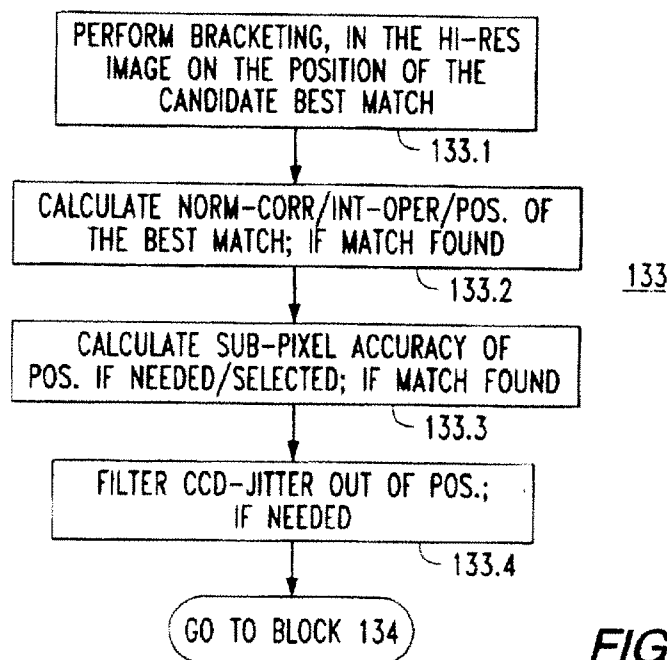 PERFORM BRACKETING, IN THE HI-RES
IMAGE ON THE POSITION OF THE
CANDIDATE BEST MATCH
133.1
CALCULATE NORM-CORR/INT-OPER/POS. OF
THE BEST MATCH; IF MATCH FOUND
133.2
133
CALCULATE SUB-PIXEL ACCURACY OF
POS. IF NEEDED/SELECTED; IF MATCH FOUND
133.3
FILTER CCD-JITTER OUT OF POS.;
IF NEEDED
133.4
GO TO BLOCK 134
FIG